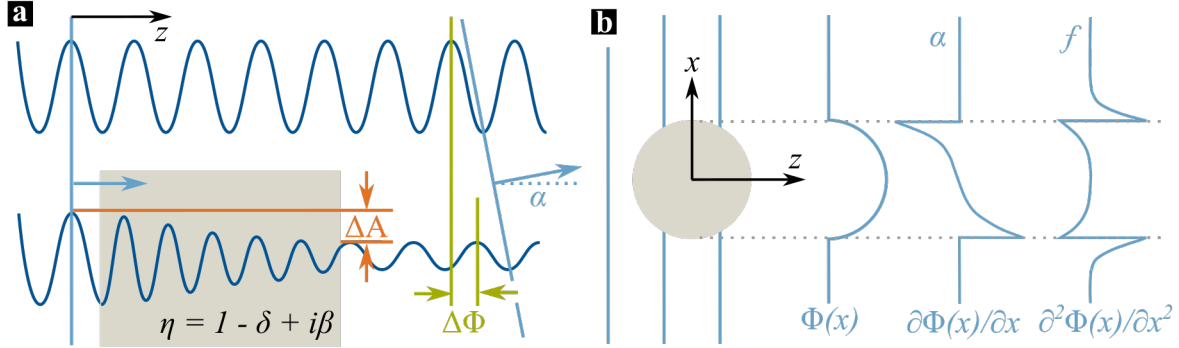 a
z
α
ΔA
η = 1 - δ + iβ
ΔΦ
b
x
z
α
f
Φ(x)
∂Φ(x)/∂x
∂²Φ(x)/∂x²